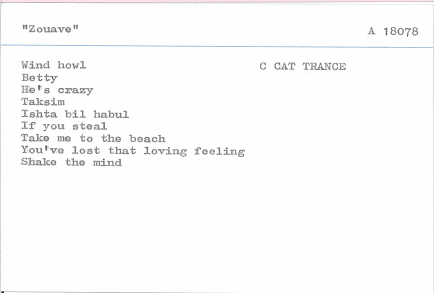 "Zouave" A 18078
Wind howl C CAT TRANCE
Betty
He's crazy
Taksim
Ishta bil habul
If you steal
Take me to the beach
You've lost that loving feeling
Shake the mind